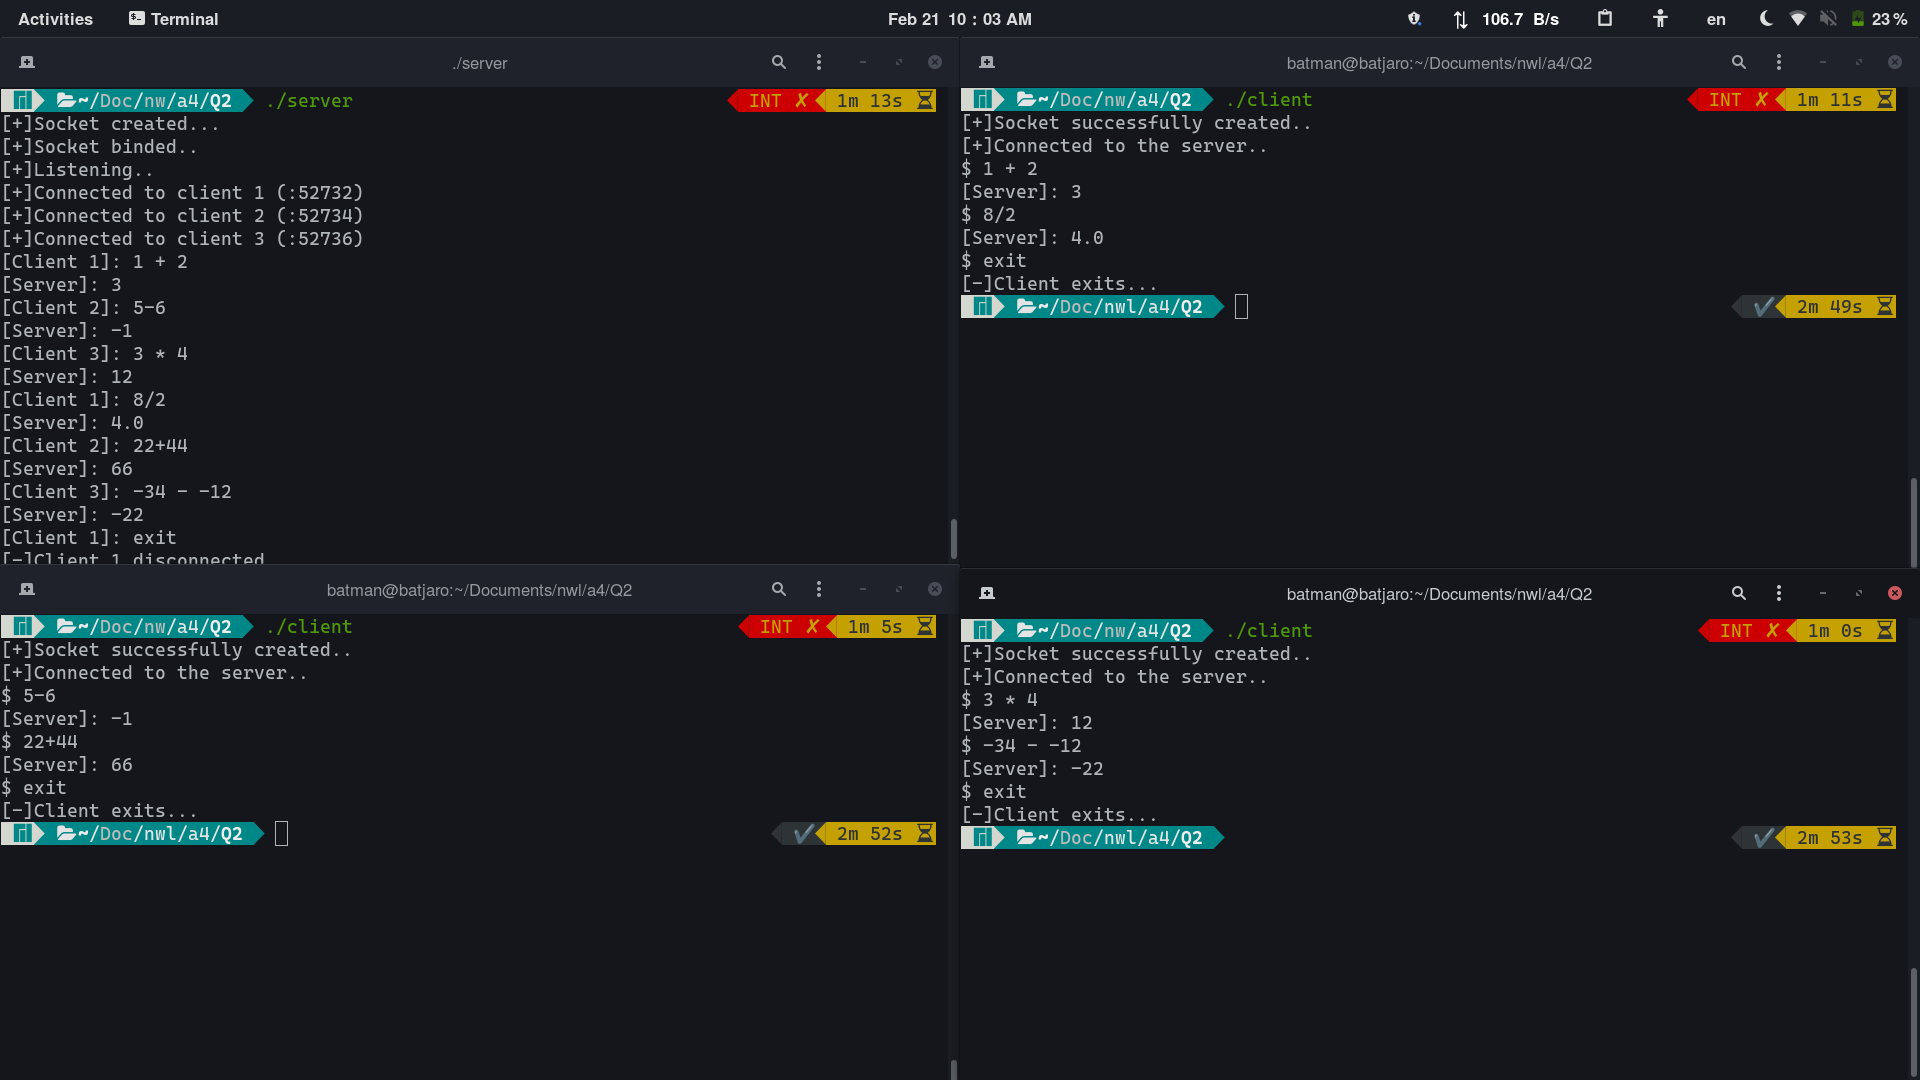 Activities Terminal Feb 21 10 : 03 AM 106.7 B/s en 23 %
./server
~/Doc/nw/a4/Q2 ./server INT ✗ 1m 13s
[+]Socket created...
[+]Socket binded..
[+]Listening..
[+]Connected to client 1 (:52732)
[+]Connected to client 2 (:52734)
[+]Connected to client 3 (:52736)
[Client 1]: 1 + 2
[Server]: 3
[Client 2]: 5-6
[Server]: -1
[Client 3]: 3 * 4
[Server]: 12
[Client 1]: 8/2
[Server]: 4.0
[Client 2]: 22+44
[Server]: 66
[Client 3]: -34 - -12
[Server]: -22
[Client 1]: exit
[-]Client 1 disconnected
batman@batjaro:~/Documents/nwl/a4/Q2
~/Doc/nw/a4/Q2 ./client INT ✗ 1m 11s
[+]Socket successfully created..
[+]Connected to the server..
$ 1 + 2
[Server]: 3
$ 8/2
[Server]: 4.0
$ exit
[-]Client exits...
~/Doc/nwl/a4/Q2 ✔ 2m 49s
batman@batjaro:~/Documents/nwl/a4/Q2
~/Doc/nw/a4/Q2 ./client INT ✗ 1m 5s
[+]Socket successfully created..
[+]Connected to the server..
$ 5-6
[Server]: -1
$ 22+44
[Server]: 66
$ exit
[-]Client exits...
~/Doc/nwl/a4/Q2 ✔ 2m 52s
batman@batjaro:~/Documents/nwl/a4/Q2
~/Doc/nw/a4/Q2 ./client INT ✗ 1m 0s
[+]Socket successfully created..
[+]Connected to the server..
$ 3 * 4
[Server]: 12
$ -34 - -12
[Server]: -22
$ exit
[-]Client exits...
~/Doc/nwl/a4/Q2 ✔ 2m 53s